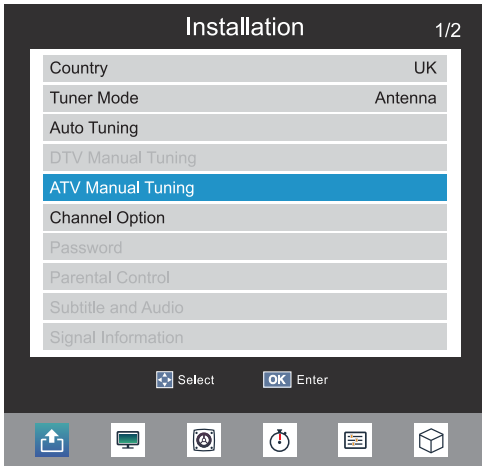 Installation 1/2
Country UK
Tuner Mode Antenna
Auto Tuning
DTV Manual Tuning
ATV Manual Tuning
Channel Option
Password
Parental Control
Subtitle and Audio
Signal Information
Select OK Enter